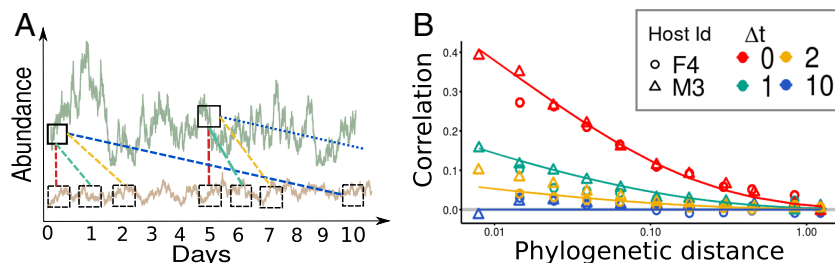 A
Abundance
0 1 2 3 4 5 6 7 8 9 10
Days
B
Correlation
0.4
0.3
0.2
0.1
0.0
0.01 0.10 1.00
Phylogenetic distance
Host Id Δt
F4 0 2
M3 1 10